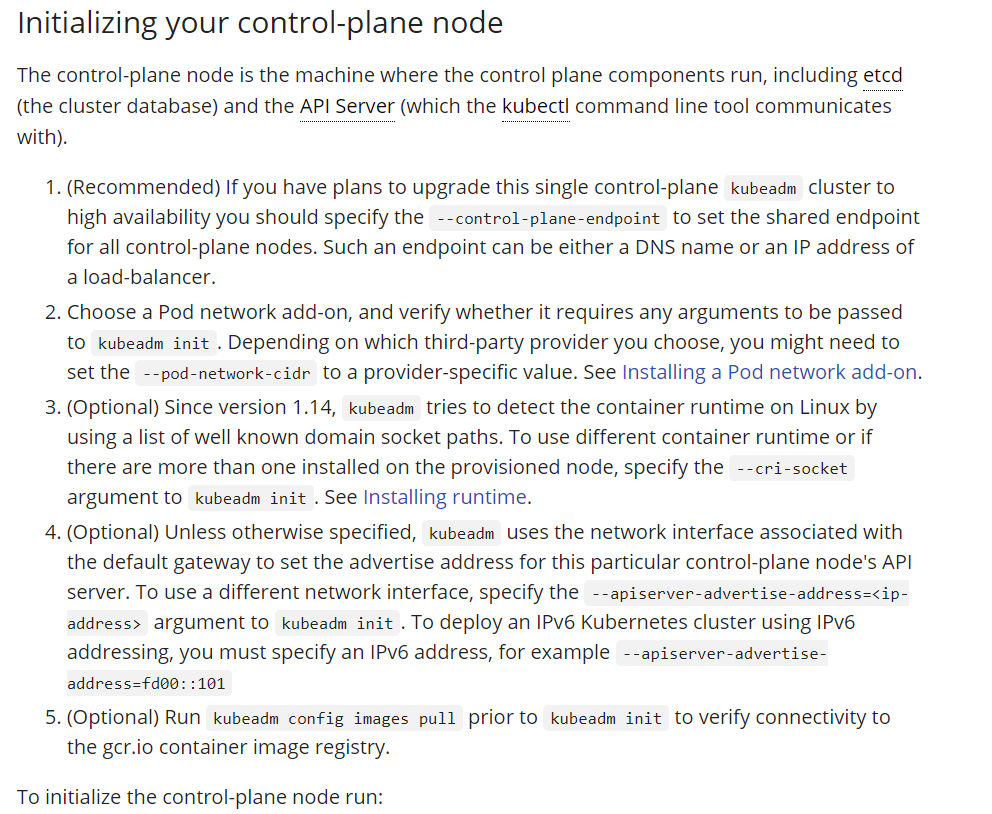 Initializing your control-plane node
The control-plane node is the machine where the control plane components run, including etcd
(the cluster database) and the API Server (which the kubectl command line tool communicates
with).
1. (Recommended) If you have plans to upgrade this single control-plane kubeadm cluster to
high availability you should specify the --control-plane-endpoint to set the shared endpoint
for all control-plane nodes. Such an endpoint can be either a DNS name or an IP address of
a load-balancer.
2. Choose a Pod network add-on, and verify whether it requires any arguments to be passed
to kubeadm init . Depending on which third-party provider you choose, you might need to
set the --pod-network-cidr to a provider-specific value. See Installing a Pod network add-on.
3. (Optional) Since version 1.14, kubeadm tries to detect the container runtime on Linux by
using a list of well known domain socket paths. To use different container runtime or if
there are more than one installed on the provisioned node, specify the --cri-socket
argument to kubeadm init . See Installing runtime.
4. (Optional) Unless otherwise specified, kubeadm uses the network interface associated with
the default gateway to set the advertise address for this particular control-plane node's API
server. To use a different network interface, specify the --apiserver-advertise-address=<ip-
address> argument to kubeadm init . To deploy an IPv6 Kubernetes cluster using IPv6
addressing, you must specify an IPv6 address, for example --apiserver-advertise-
address=fd00::101
5. (Optional) Run kubeadm config images pull prior to kubeadm init to verify connectivity to
the gcr.io container image registry.
To initialize the control-plane node run: